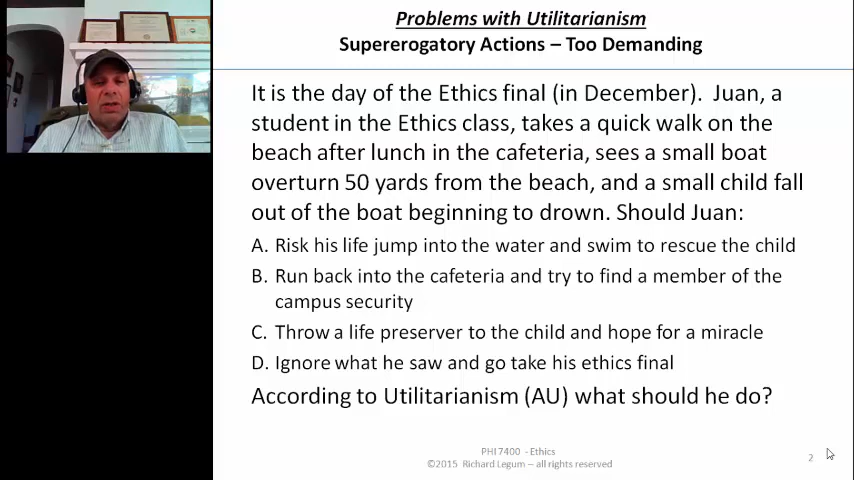 Problems with Utilitarianism
Supererogatory Actions – Too Demanding
It is the day of the Ethics final (in December).  Juan, a
student in the Ethics class, takes a quick walk on the
beach after lunch in the cafeteria, sees a small boat
overturn 50 yards from the beach, and a small child fall
out of the boat beginning to drown. Should Juan:
A. Risk his life jump into the water and swim to rescue the child
B. Run back into the cafeteria and try to find a member of the
campus security
C. Throw a life preserver to the child and hope for a miracle
D. Ignore what he saw and go take his ethics final
According to Utilitarianism (AU) what should he do?
PHI 7400  - Ethics
©2015  Richard Legum – all rights reserved
2